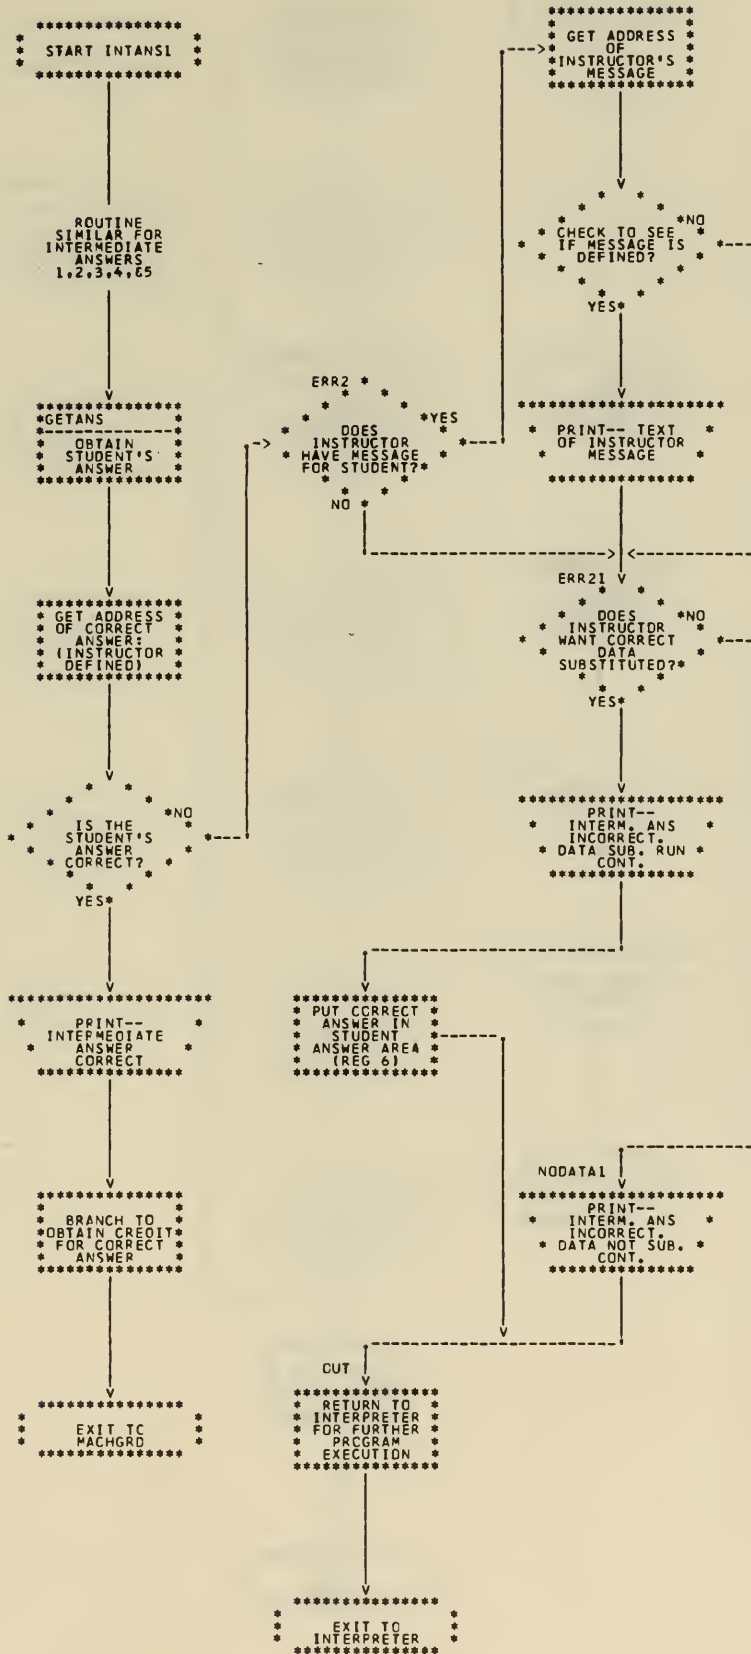 START INTANS1
ROUTINE
SIMILAR FOR
INTERMEDIATE
ANSWERS
1,2,3,4,&5
GETANS
OBTAIN
STUDENT'S
ANSWER
GET ADDRESS
OF CORRECT
ANSWER:
(INSTRUCTOR
DEFINED)
NO
IS THE
STUDENT'S
ANSWER
CORRECT?
YES
PRINT--
INTERMEDIATE
ANSWER
CORRECT
BRANCH TO
OBTAIN CREDIT
FOR CORRECT
ANSWER
EXIT TO
MACHGRD
ERR2
YES
DOES
INSTRUCTOR
HAVE MESSAGE
FOR STUDENT?
NO
GET ADDRESS
OF
INSTRUCTOR'S
MESSAGE
NO
CHECK TO SEE
IF MESSAGE IS
DEFINED?
YES
PRINT-- TEXT
OF INSTRUCTOR
MESSAGE
ERR21
NO
DOES
INSTRUCTOR
WANT CORRECT
DATA
SUBSTITUTED?
YES
PRINT--
INTERM. ANS
INCORRECT.
DATA SUB. RUN
CONT.
PUT CORRECT
ANSWER IN
STUDENT
ANSWER AREA
(REG 6)
NODATA1
PRINT--
INTERM. ANS
INCORRECT.
DATA NOT SUB.
CONT.
OUT
RETURN TO
INTERPRETER
FOR FURTHER
PROGRAM
EXECUTION
EXIT TO
INTERPRETER